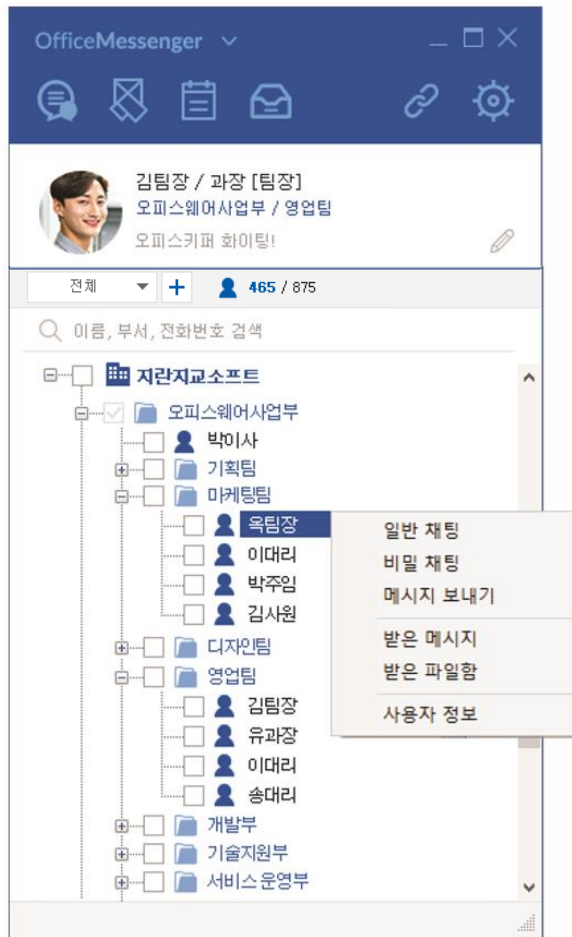 OfficeMessenger
김팀장 / 과장 [팀장]
오피스웨어사업부 / 영업팀
오피스키퍼 화이팅!
전체
465 / 875
이름, 부서, 전화번호 검색
지란지교소프트
오피스웨어사업부
박이사
기획팀
마케팅팀
옥팀장
이대리
박주임
김사원
디자인팀
영업팀
김팀장
유과장
이대리
송대리
개발부
기술지원부
서비스 운영부
일반 채팅
비밀 채팅
메시지 보내기
받은 메시지
받은 파일함
사용자 정보